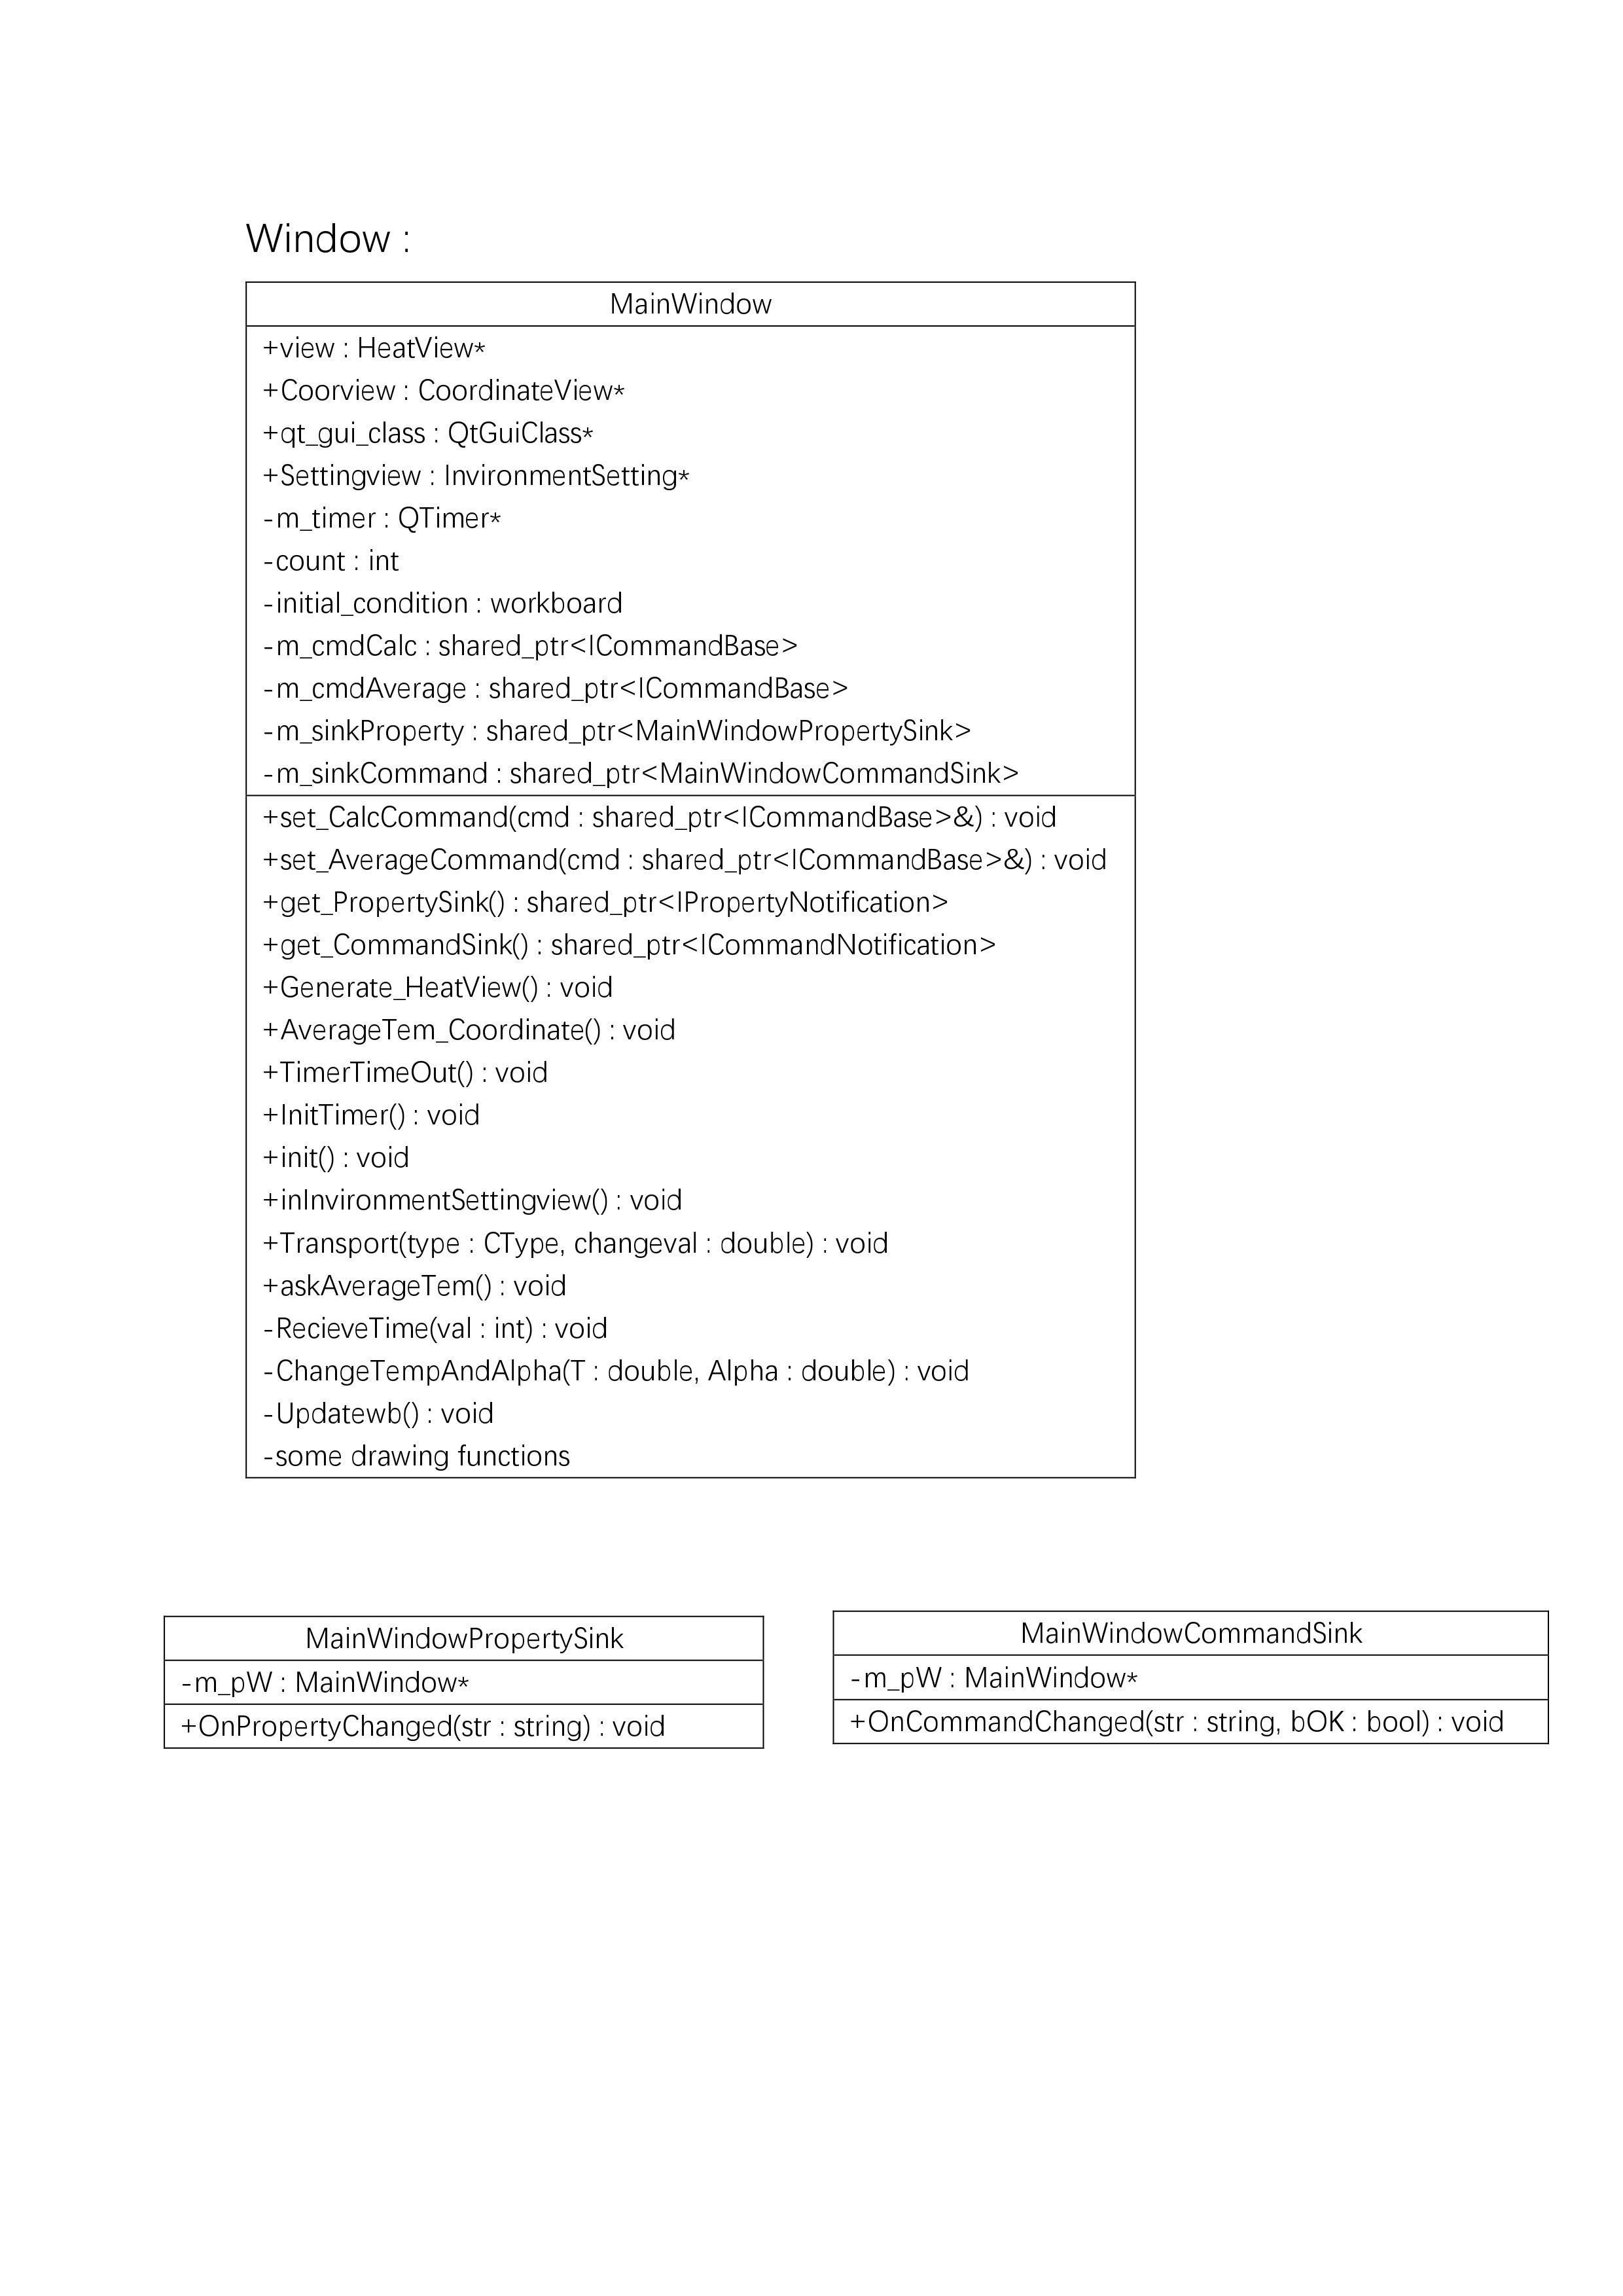 Window :
MainWindow
+view : HeatView*
+Coorview : CoordinateView*
+qt_gui_class : QtGuiClass*
+Settingview : InvironmentSetting*
-m_timer : QTimer*
-count : int
-initial_condition : workboard
-m_cmdCalc : shared_ptr<ICommandBase>
-m_cmdAverage : shared_ptr<ICommandBase>
-m_sinkProperty : shared_ptr<MainWindowPropertySink>
-m_sinkCommand : shared_ptr<MainWindowCommandSink>
+set_CalcCommand(cmd : shared_ptr<ICommandBase>&) : void
+set_AverageCommand(cmd : shared_ptr<ICommandBase>&) : void
+get_PropertySink() : shared_ptr<IPropertyNotification>
+get_CommandSink() : shared_ptr<ICommandNotification>
+Generate_HeatView() : void
+AverageTem_Coordinate() : void
+TimerTimeOut() : void
+InitTimer() : void
+init() : void
+inInvironmentSettingview() : void
+Transport(type : CType, changeval : double) : void
+askAverageTem() : void
-RecieveTime(val : int) : void
-ChangeTempAndAlpha(T : double, Alpha : double) : void
-Updatewb() : void
-some drawing functions
MainWindowPropertySink
-m_pW : MainWindow*
+OnPropertyChanged(str : string) : void
MainWindowCommandSink
-m_pW : MainWindow*
+OnCommandChanged(str : string, bOK : bool) : void